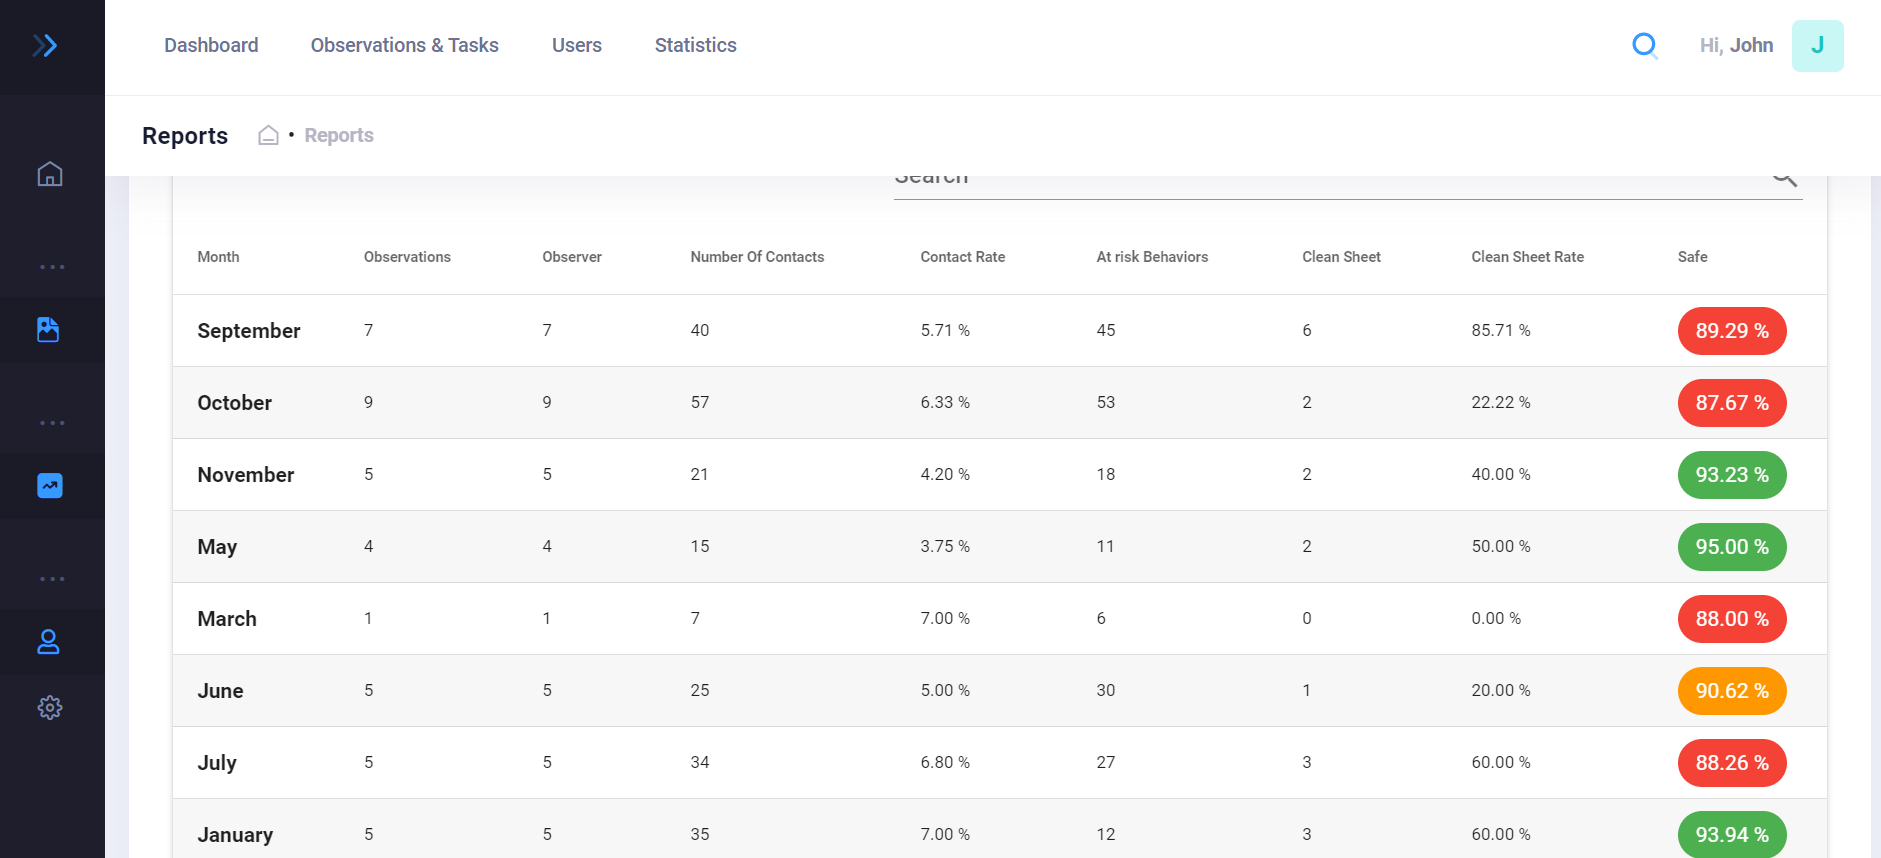 Dashboard Observations & Tasks Users Statistics Hi, John J
Reports • Reports
Search
Month Observations Observer Number Of Contacts Contact Rate At risk Behaviors Clean Sheet Clean Sheet Rate Safe
September 7 7 40 5.71 % 45 6 85.71 % 89.29 %
October 9 9 57 6.33 % 53 2 22.22 % 87.67 %
November 5 5 21 4.20 % 18 2 40.00 % 93.23 %
May 4 4 15 3.75 % 11 2 50.00 % 95.00 %
March 1 1 7 7.00 % 6 0 0.00 % 88.00 %
June 5 5 25 5.00 % 30 1 20.00 % 90.62 %
July 5 5 34 6.80 % 27 3 60.00 % 88.26 %
January 5 5 35 7.00 % 12 3 60.00 % 93.94 %